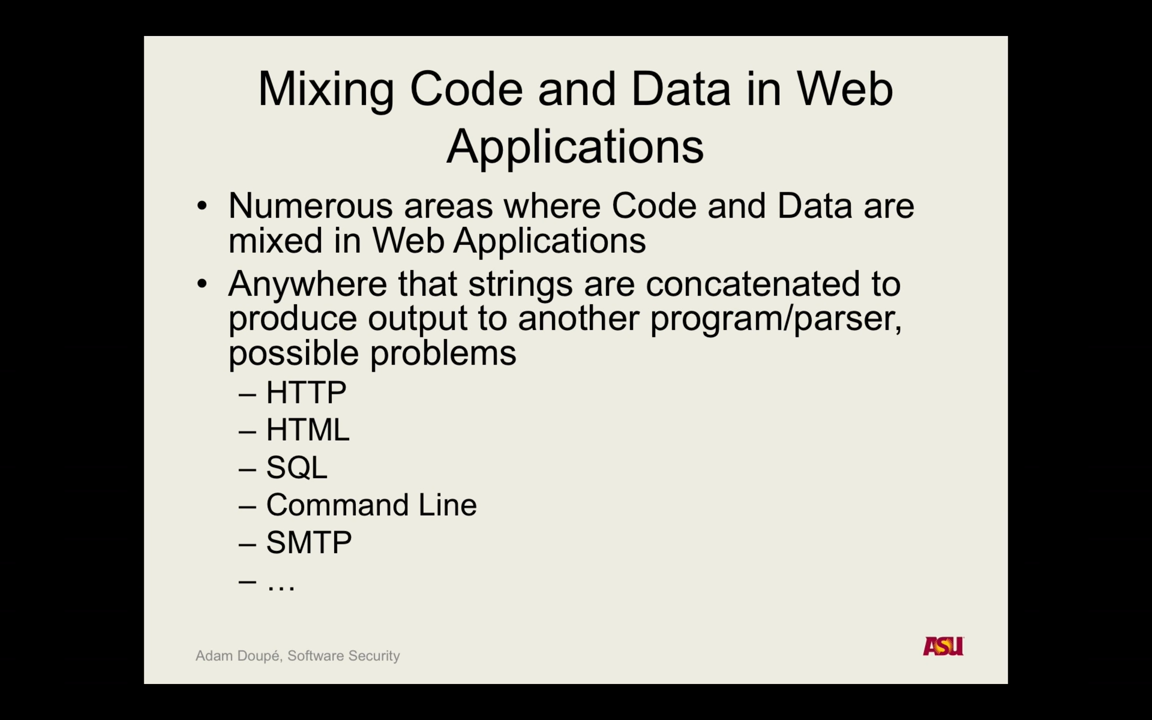 Mixing Code and Data in Web
Applications
• Numerous areas where Code and Data are
mixed in Web Applications
• Anywhere that strings are concatenated to
produce output to another program/parser,
possible problems
– HTTP
– HTML
– SQL
– Command Line
– SMTP
– …
Adam Doupé, Software Security
ASU